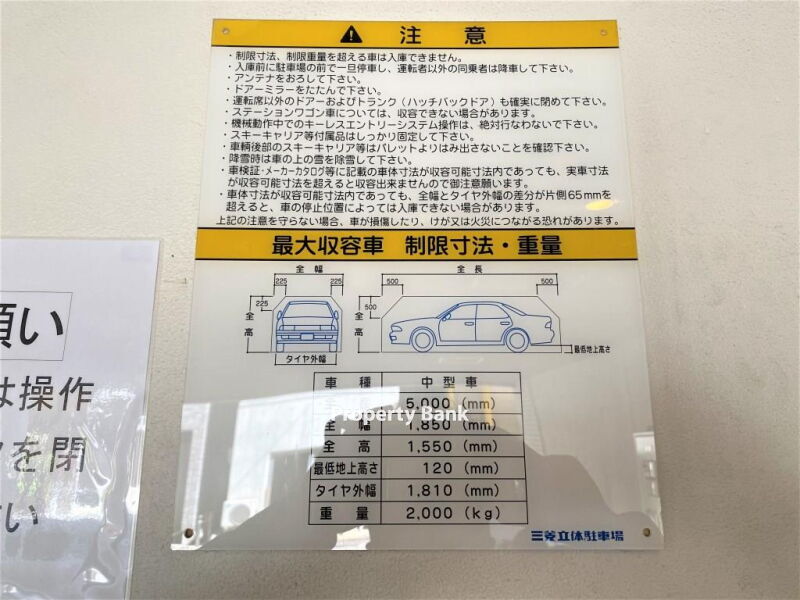 注意
・制限寸法、制限重量を超える車は入庫できません。
・入庫前に駐車場の前で一旦停車し、運転者以外の同乗者は降車して下さい。
・アンテナをおろして下さい。
・ドアーミラーをたたんで下さい。
・運転席以外のドアーおよびトランク（ハッチバックドア）も確実に閉めて下さい。
・ステーションワゴン車については、収容できない場合があります。
・機械動作中でのキーレスエントリーシステム操作は、絶対行なわないで下さい。
・スキーキャリア等付属品はしっかり固定して下さい。
・車輌後部のスキーキャリア等はパレットよりはみ出さないことを確認下さい。
・降雪時は車の上の雪を除雪して下さい。
・車検証・メーカーカタログ等に記載の車体寸法が収容可能寸法内であっても、実車寸法
が収容可能寸法を超えると収容出来ませんので御注意願います。
・車体寸法が収容可能寸法内であっても、全幅とタイヤ外幅の差分が片側65mmを
超えると、車の停止位置によっては入庫できない場合があります。
上記の注意を守らない場合、車が損傷したり、けが又は火災につながる恐れがあります。
最大収容車 制限寸法・重量
全幅
225 225
225
全高
タイヤ外幅
全長
500 500
500
全高
最低地上高さ
車種 中型車
5,000 (mm)
Property Bank
全幅 1,850 (mm)
全高 1,550 (mm)
最低地上高さ 120 (mm)
タイヤ外幅 1,810 (mm)
重量 2,000 (kg)
三菱立体駐車場
願い
は操作
を閉
い